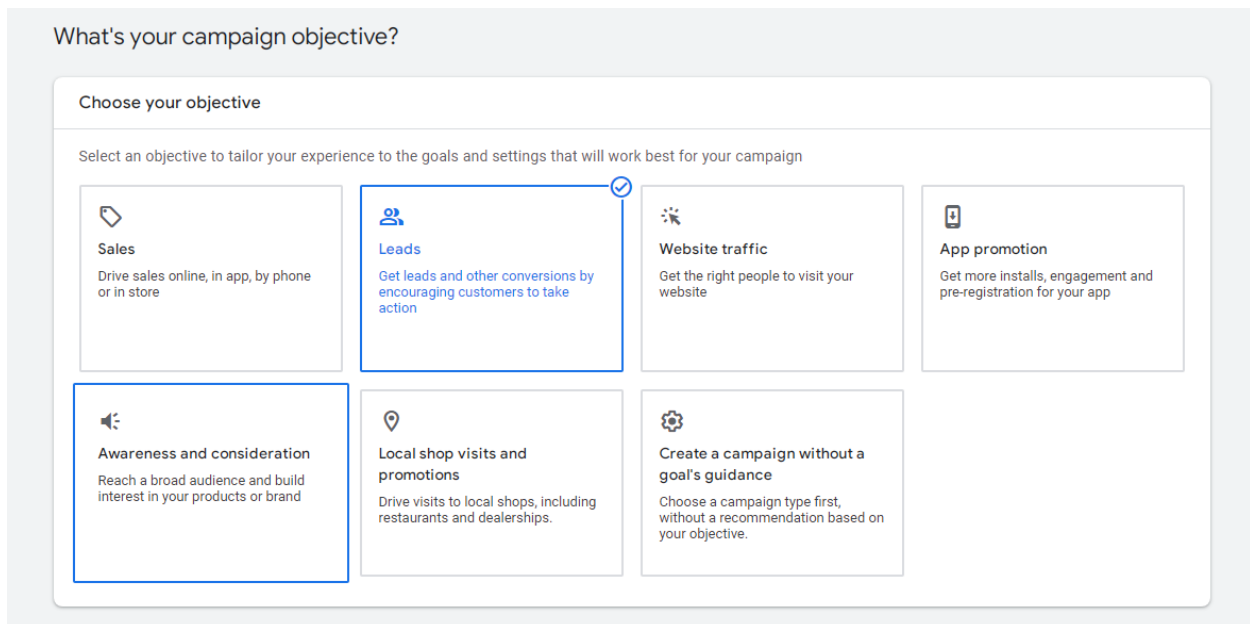 What's your campaign objective?
Choose your objective
Select an objective to tailor your experience to the goals and settings that will work best for your campaign
Sales
Drive sales online, in app, by phone
or in store
Leads
Get leads and other conversions by
encouraging customers to take
action
Website traffic
Get the right people to visit your
website
App promotion
Get more installs, engagement and
pre-registration for your app
Awareness and consideration
Reach a broad audience and build
interest in your products or brand
Local shop visits and
promotions
Drive visits to local shops, including
restaurants and dealerships.
Create a campaign without a
goal's guidance
Choose a campaign type first,
without a recommendation based on
your objective.